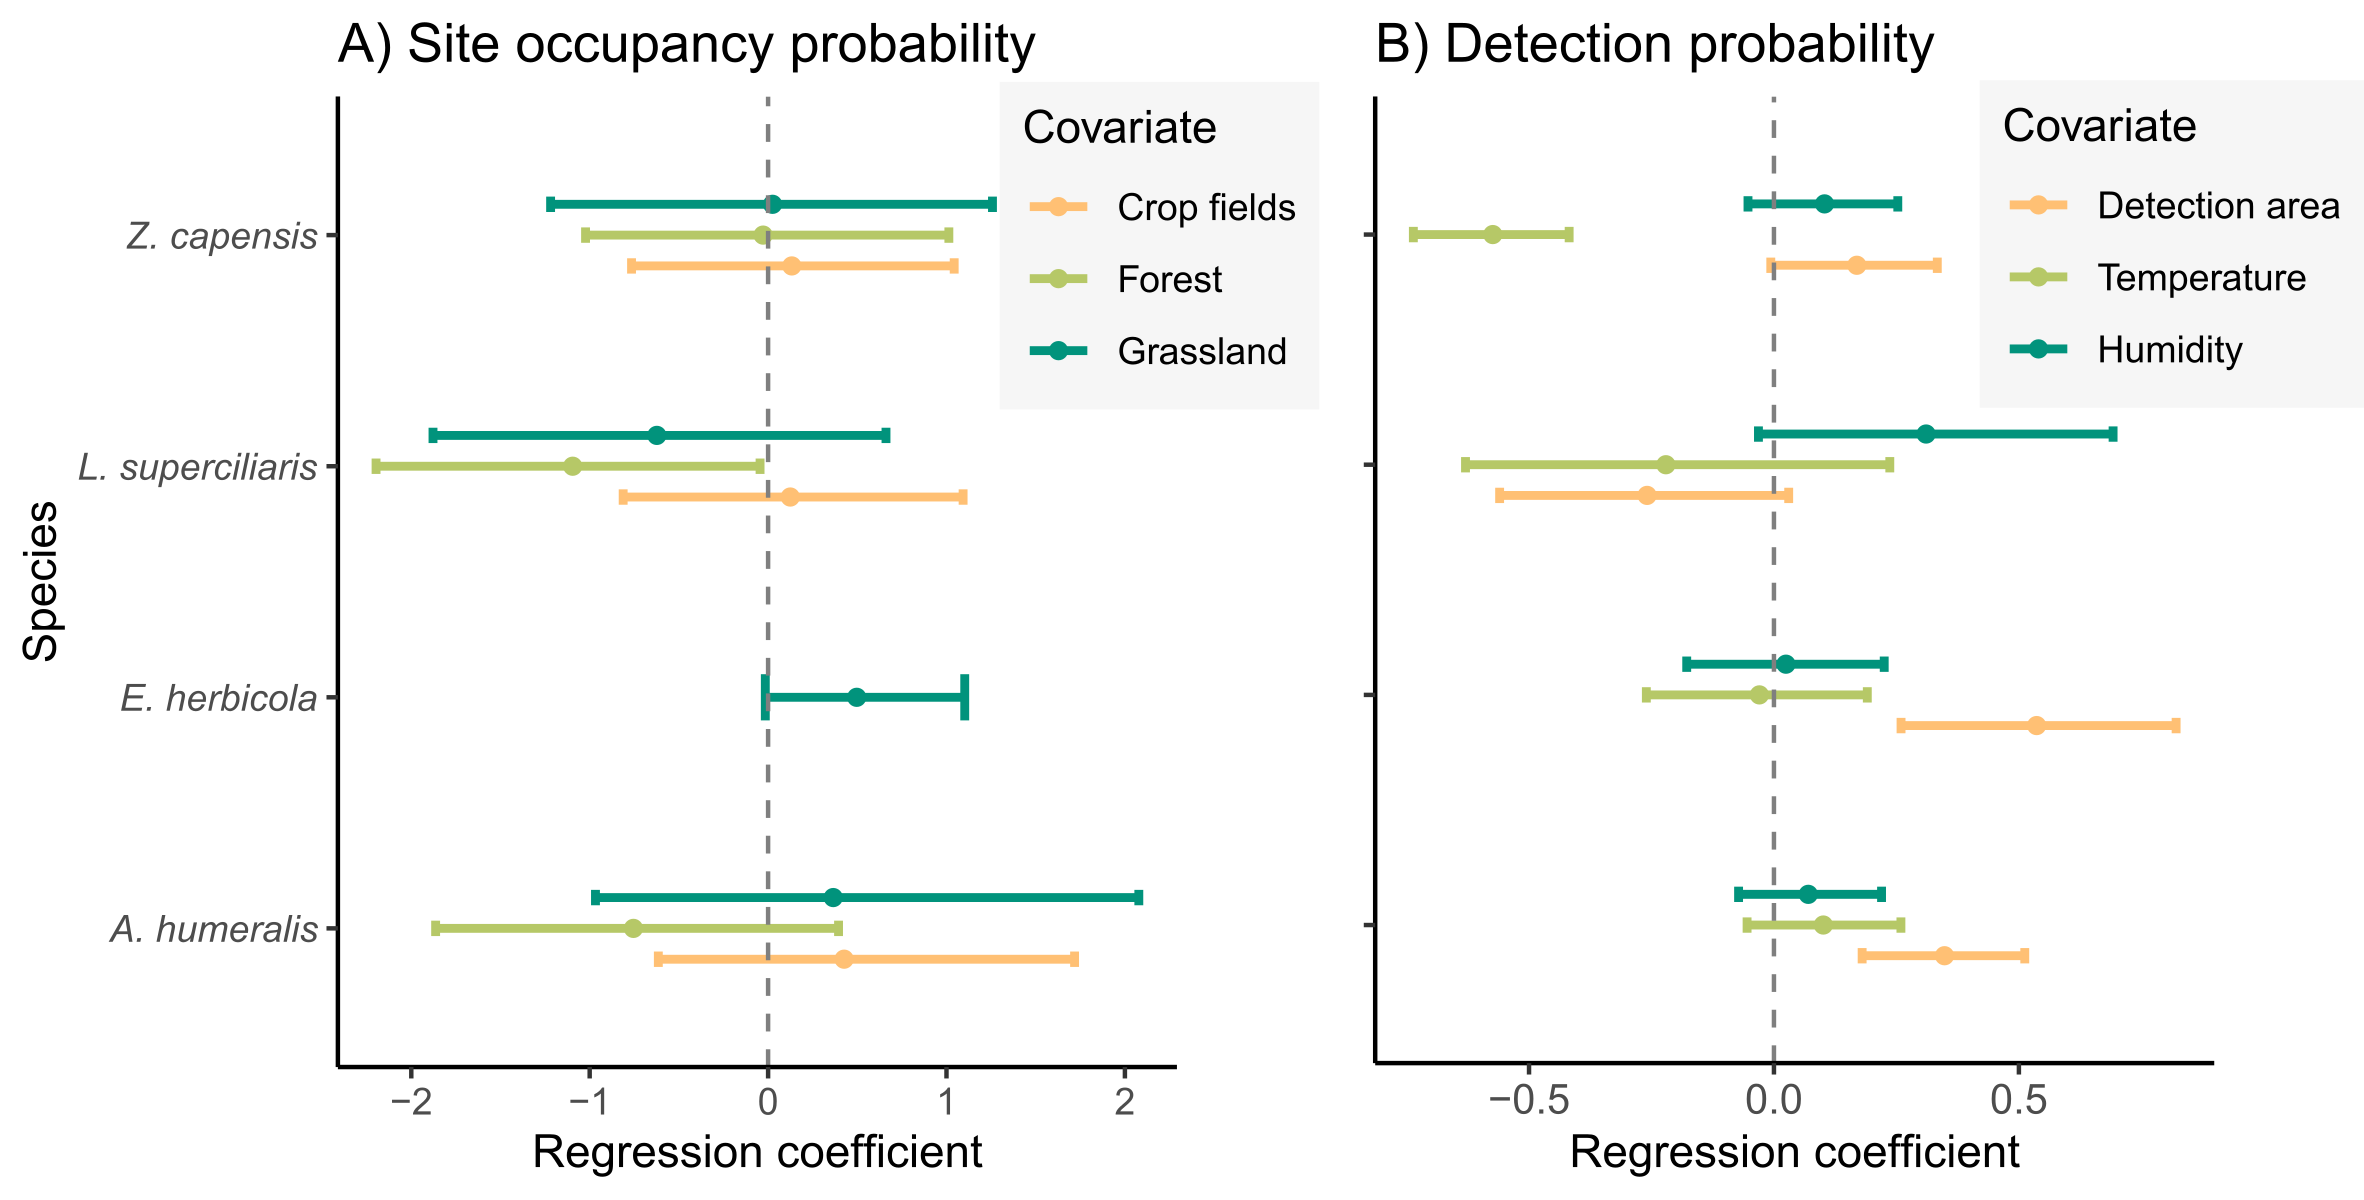 A) Site occupancy probability
Covariate
Crop fields
Forest
Grassland
Species
Z. capensis
L. superciliaris
E. herbicola
A. humeralis
−2 −1 0 1 2
Regression coefficient
B) Detection probability
Covariate
Detection area
Temperature
Humidity
−0.5 0.0 0.5
Regression coefficient